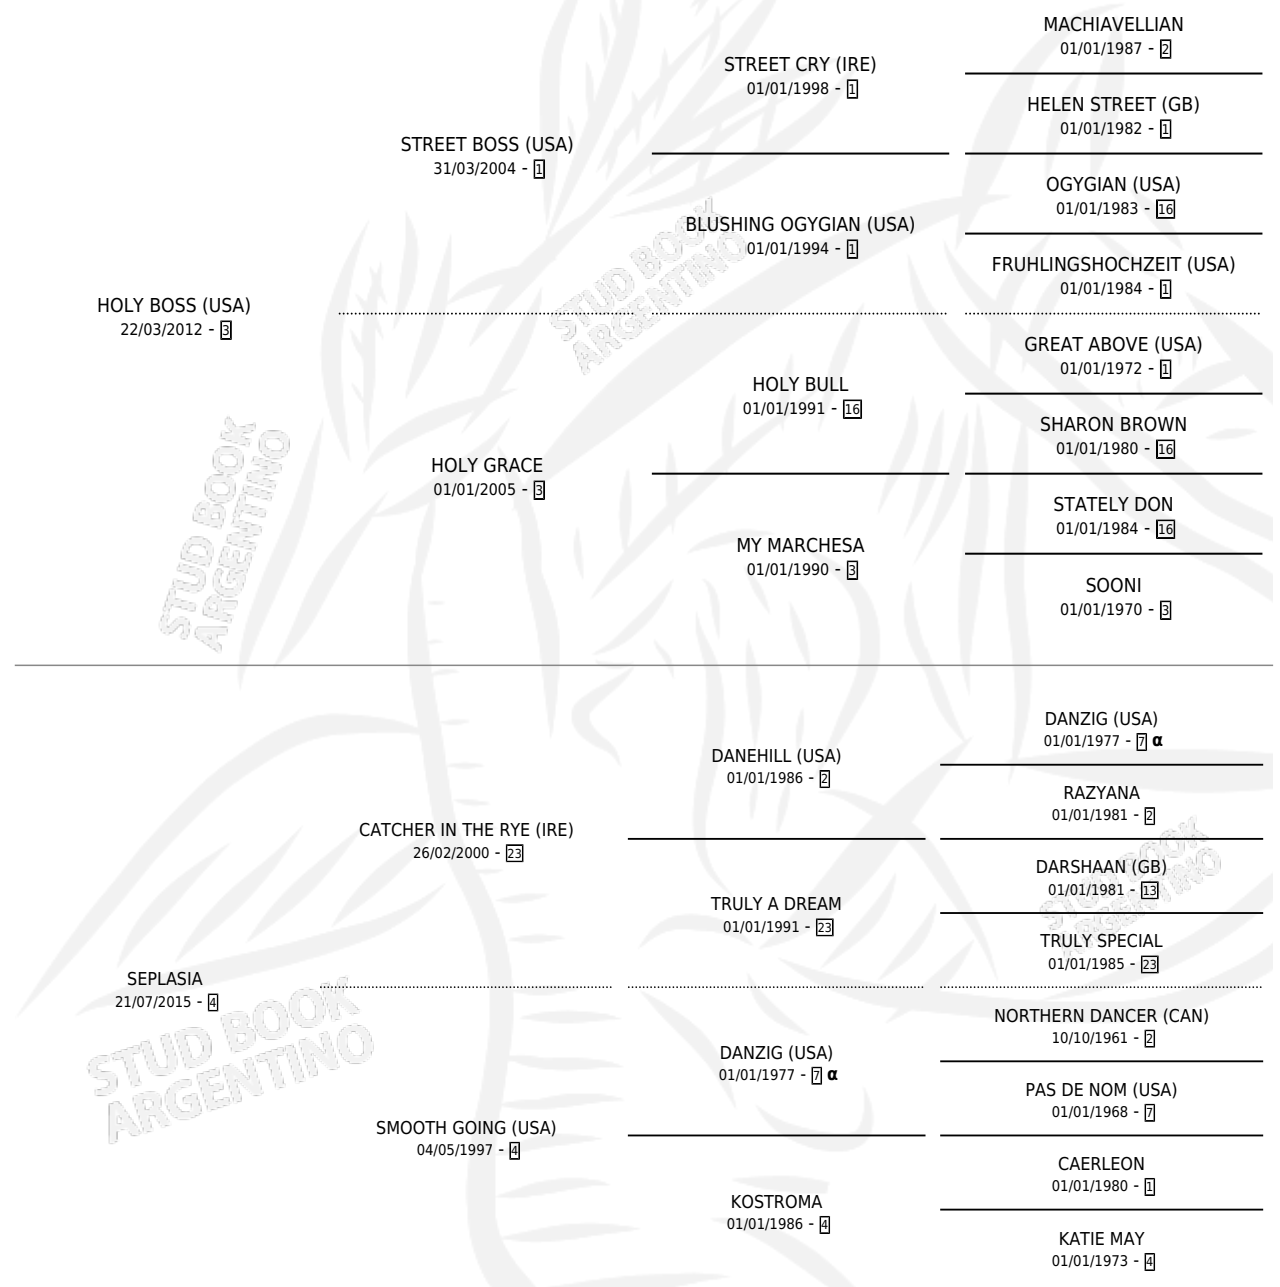 MACHIAVELLIAN
01/01/1987 - 2
STREET CRY (IRE)
01/01/1998 - 1
HELEN STREET (GB)
01/01/1982 - 1
STREET BOSS (USA)
31/03/2004 - 1
OGYGIAN (USA)
01/01/1983 - 16
BLUSHING OGYGIAN (USA)
01/01/1994 - 1
FRUHLINGSHOCHZEIT (USA)
01/01/1984 - 1
HOLY BOSS (USA)
22/03/2012 - 3
GREAT ABOVE (USA)
01/01/1972 - 1
HOLY BULL
01/01/1991 - 16
SHARON BROWN
01/01/1980 - 16
HOLY GRACE
01/01/2005 - 3
STATELY DON
01/01/1984 - 16
MY MARCHESA
01/01/1990 - 3
SOONI
01/01/1970 - 3
STUD BOOK
ARGENTINO
STUD BOOK
ARGENTINO
DANZIG (USA)
01/01/1977 - 7 α
DANEHILL (USA)
01/01/1986 - 2
RAZYANA
01/01/1981 - 2
CATCHER IN THE RYE (IRE)
26/02/2000 - 23
DARSHAAN (GB)
01/01/1981 - 13
TRULY A DREAM
01/01/1991 - 23
TRULY SPECIAL
01/01/1985 - 23
SEPLASIA
21/07/2015 - 4
NORTHERN DANCER (CAN)
10/10/1961 - 2
DANZIG (USA)
01/01/1977 - 7 α
PAS DE NOM (USA)
01/01/1968 - 7
SMOOTH GOING (USA)
04/05/1997 - 4
CAERLEON
01/01/1980 - 1
KOSTROMA
01/01/1986 - 4
KATIE MAY
01/01/1973 - 4
STUD BOOK
ARGENTINO
STUD BOOK
ARGENTINO